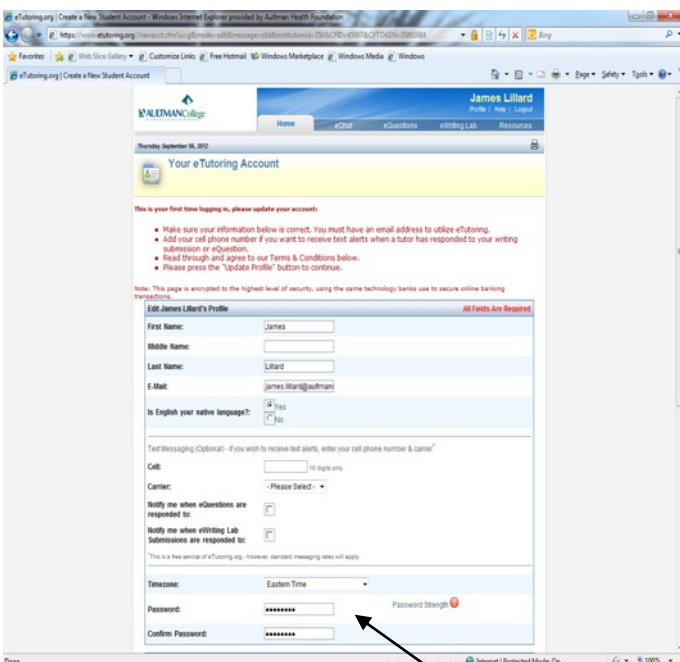 eTutoring.org | Create a New Student Account - Windows Internet Explorer provided by Aultman Health Foundation
Bing
Favorites Web Slice Gallery Customize Links Free Hotmail Windows Marketplace Windows Media Windows
eTutoring.org | Create a New Student Account
Page Safety Tools
AULTMAN College
James Lillard
Profile | Help | Logout
Home eChat eQuestions eWriting Lab Resources
Thursday September 06, 2012
Your eTutoring Account
This is your first time logging in, please update your account:
Make sure your information below is correct. You must have an email address to utilize eTutoring.
Add your cell phone number if you want to receive text alerts when a tutor has responded to your writing
submission or eQuestion.
Read through and agree to our Terms & Conditions below.
Please press the "Update Profile" button to continue.
Note: This page is encrypted to the highest level of security, using the same technology banks use to secure online banking
transactions.
Edit James Lillard's Profile All Fields Are Required
First Name: James
Middle Name:
Last Name: Lillard
E-Mail: james.lillard@aultman
Is English your native language?: Yes
No
Text Messaging (Optional) - If you wish to receive text alerts, enter your cell phone number & carrier*
Cell: 10 digits only.
Carrier: - Please Select -
Notify me when eQuestions are
responded to:
Notify me when eWriting Lab
Submissions are responded to:
*This is a free service of eTutoring.org - however, standard messaging rates will apply.
Timezone: Eastern Time
Password: ●●●●●●●● Password Strength ?
Confirm Password: ●●●●●●●●
Done Internet | Protected Mode: On 100%